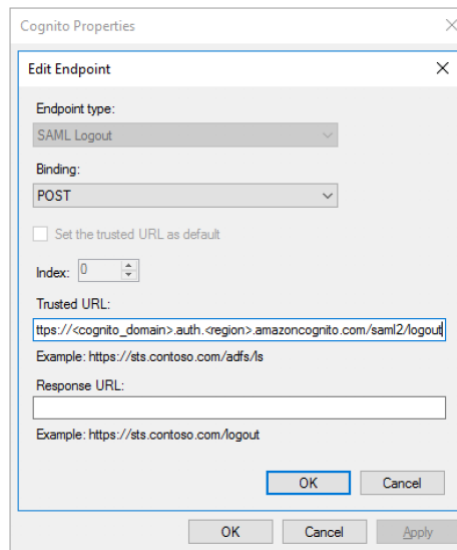 Cognito Properties
Edit Endpoint
Endpoint type:
SAML Logout
Binding:
POST
Set the trusted URL as default
Index: 0
Trusted URL:
ttps://<cognito_domain>.auth.<region>.amazoncognito.com/saml2/logout
Example: https://sts.contoso.com/adfs/ls
Response URL:
Example: https://sts.contoso.com/logout
OK Cancel
OK Cancel Apply